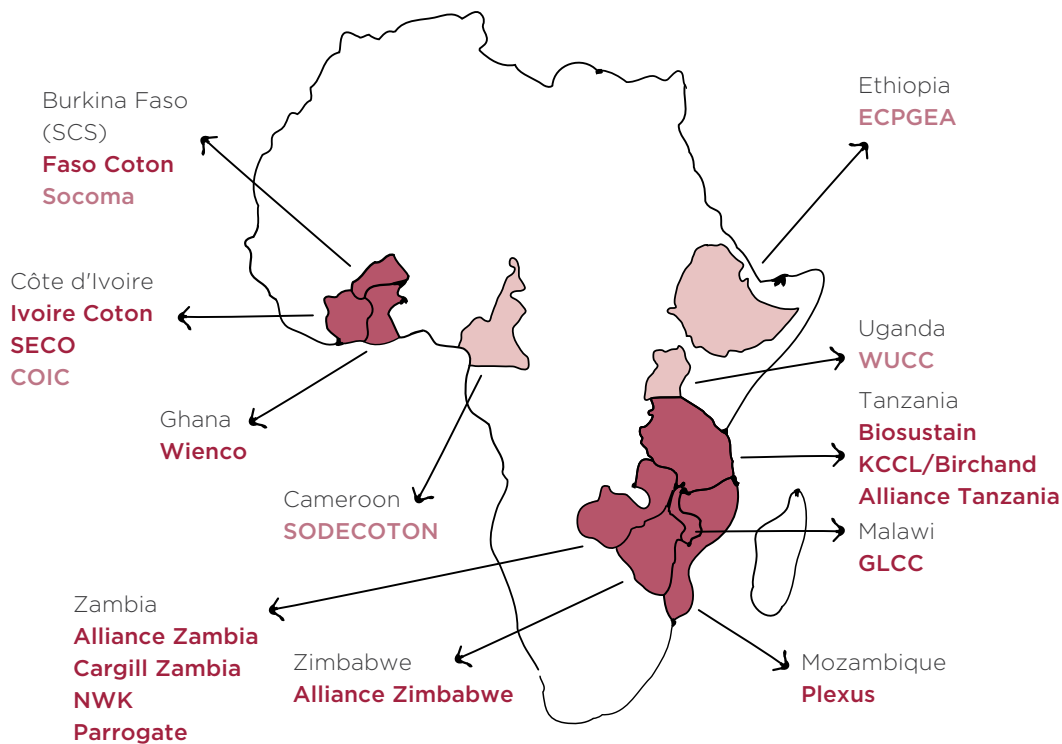 Burkina Faso
(SCS)
Faso Coton
Socoma
Ethiopia
ECPGEA
Côte d'Ivoire
Ivoire Coton
SECO
COIC
Uganda
WUCC
Ghana
Wienco
Tanzania
Biosustain
KCCL/Birchand
Alliance Tanzania
Cameroon
SODECOTON
Malawi
GLCC
Zambia
Alliance Zambia
Cargill Zambia
NWK
Parrogate
Zimbabwe
Alliance Zimbabwe
Mozambique
Plexus